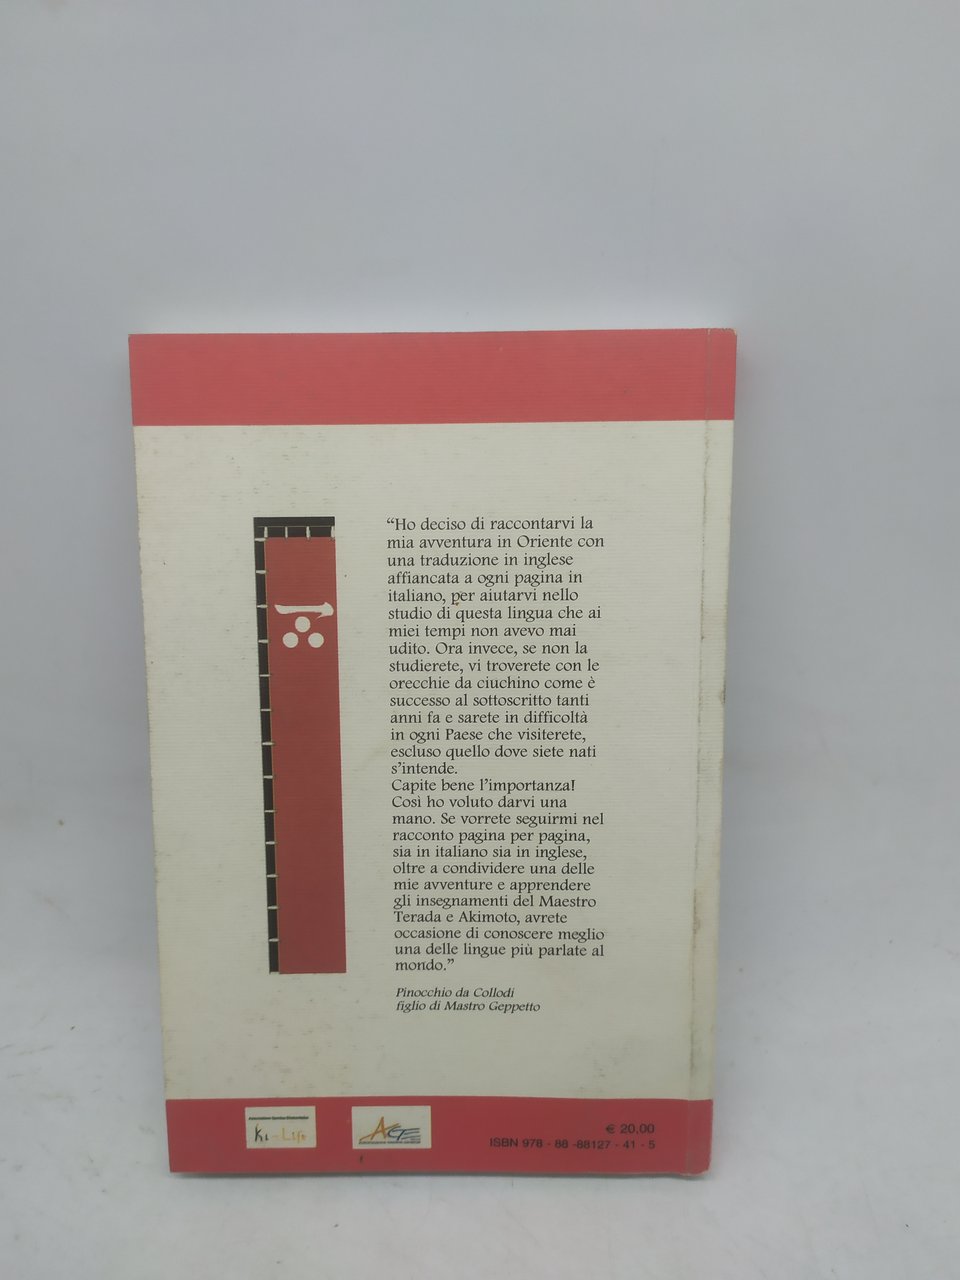 “Ho deciso di raccontarvi la
mia avventura in Oriente con
una traduzione in inglese
affiancata a ogni pagina in
italiano, per aiutarvi nello
studio di questa lingua che ai
miei tempi non avevo mai
udito. Ora invece, se non la
studierete, vi troverete con le
orecchie da ciuchino come è
successo al sottoscritto tanti
anni fa e sarete in difficoltà
in ogni Paese che visiterete,
escluso quello dove siete nati
s’intende.
Capite bene l’importanza!
Così ho voluto darvi una
mano. Se vorrete seguirmi nel
racconto pagina per pagina,
sia in italiano sia in inglese,
oltre a condividere una delle
mie avventure e apprendere
gli insegnamenti del Maestro
Terada e Akimoto, avrete
occasione di conoscere meglio
una delle lingue più parlate al
mondo.”
Pinocchio da Collodi
figlio di Mastro Geppetto
Ki-Life
€ 20,00
ISBN 978 - 88 -88127 - 41 - 5